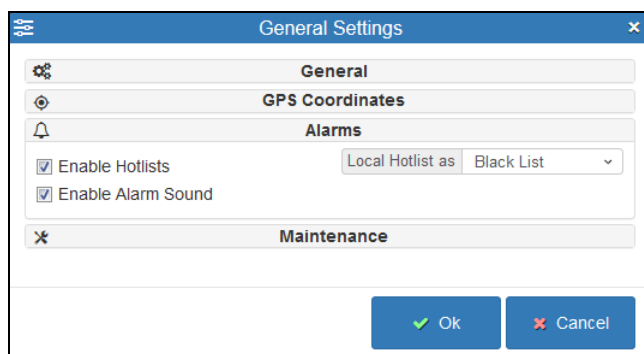 General Settings
General
GPS Coordinates
Alarms
Enable Hotlists
Local Hotlist as Black List
Enable Alarm Sound
Maintenance
Ok Cancel